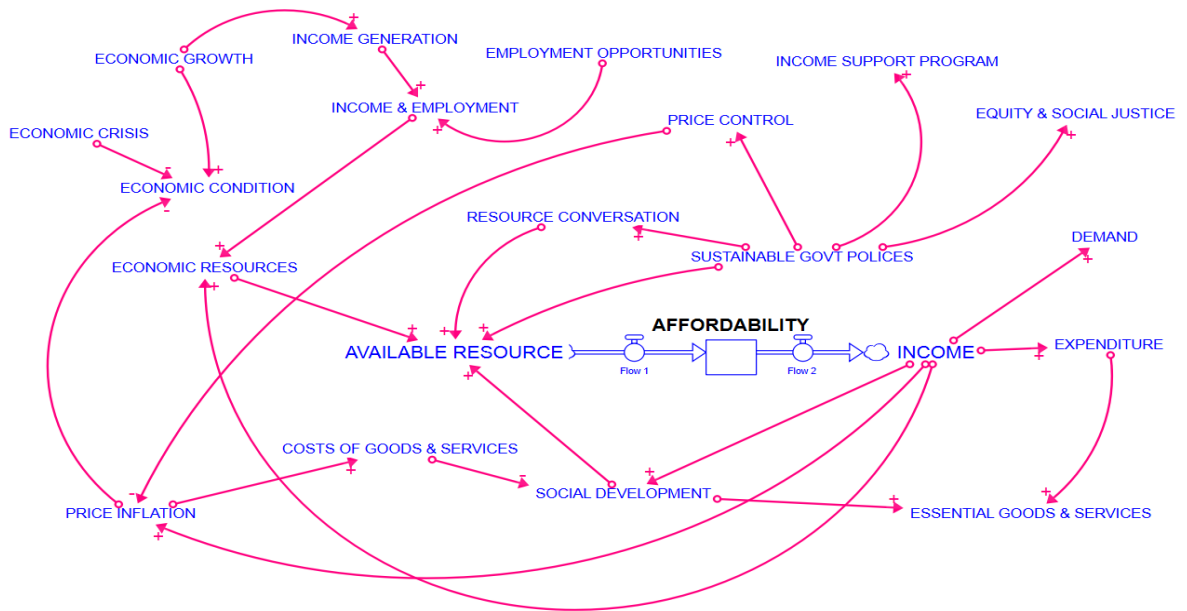 INCOME GENERATION
ECONOMIC GROWTH
EMPLOYMENT OPPORTUNITIES
INCOME SUPPORT PROGRAM
INCOME & EMPLOYMENT
PRICE CONTROL
EQUITY & SOCIAL JUSTICE
ECONOMIC CRISIS
ECONOMIC CONDITION
RESOURCE CONVERSATION
DEMAND
SUSTAINABLE GOVT POLICES
ECONOMIC RESOURCES
AFFORDABILITY
AVAILABLE RESOURCE
INCOME
EXPENDITURE
Flow 1
Flow 2
COSTS OF GOODS & SERVICES
SOCIAL DEVELOPMENT
PRICE INFLATION
ESSENTIAL GOODS & SERVICES